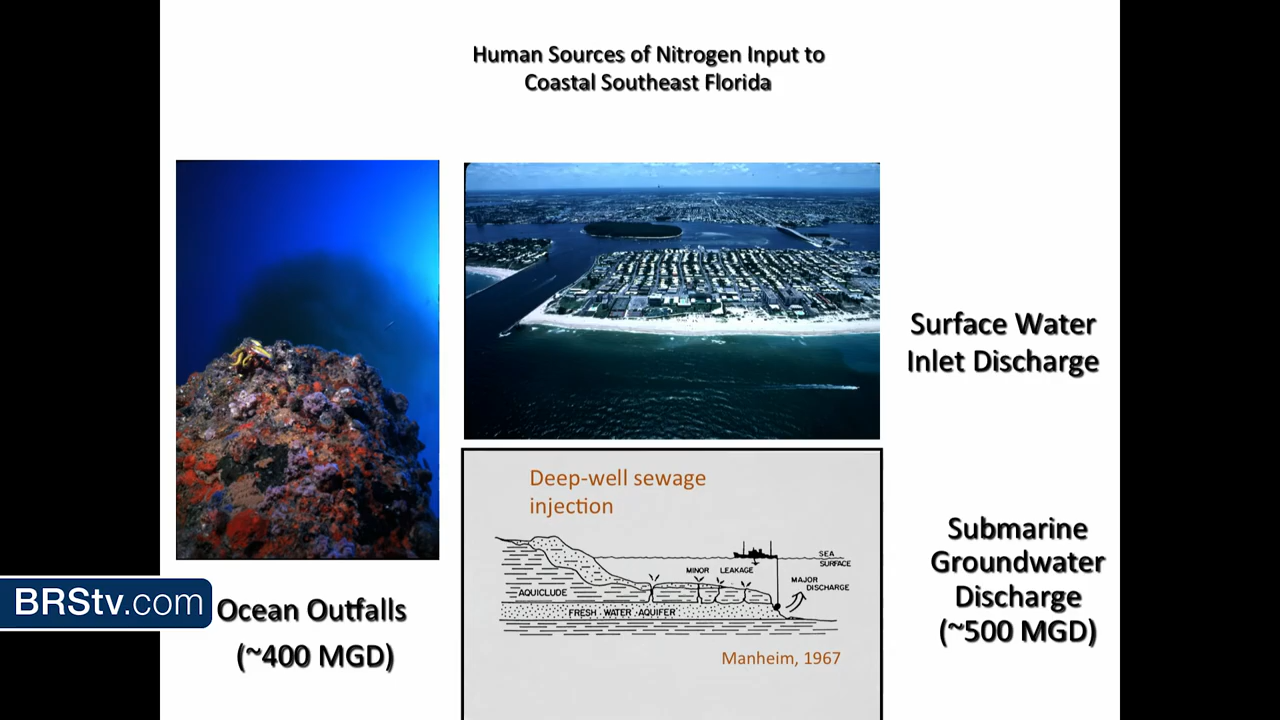 Human Sources of Nitrogen Input to
Coastal Southeast Florida
Surface Water
Inlet Discharge
Deep-well sewage
injection
SEA
SURFACE
MINOR LEAKAGE
MAJOR
DISCHARGE
AQUICLUDE
FRESH WATER AQUIFER
Manheim, 1967
Submarine
Groundwater
Discharge
(~500 MGD)
BRStv.com
Ocean Outfalls
(~400 MGD)